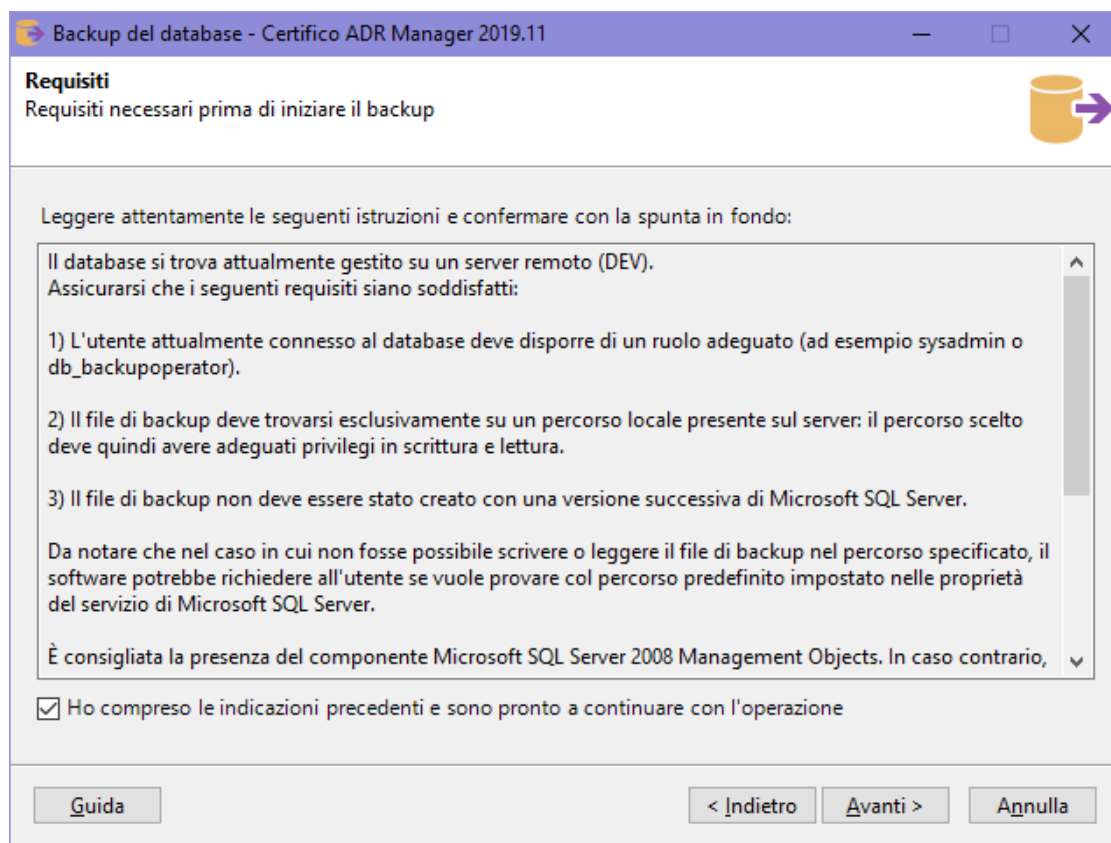 Backup del database - Certifico ADR Manager 2019.11
Requisiti
Requisiti necessari prima di iniziare il backup
Leggere attentamente le seguenti istruzioni e confermare con la spunta in fondo:
Il database si trova attualmente gestito su un server remoto (DEV).
Assicurarsi che i seguenti requisiti siano soddisfatti:
1) L'utente attualmente connesso al database deve disporre di un ruolo adeguato (ad esempio sysadmin o
db_backupoperator).
2) Il file di backup deve trovarsi esclusivamente su un percorso locale presente sul server: il percorso scelto
deve quindi avere adeguati privilegi in scrittura e lettura.
3) Il file di backup non deve essere stato creato con una versione successiva di Microsoft SQL Server.
Da notare che nel caso in cui non fosse possibile scrivere o leggere il file di backup nel percorso specificato, il
software potrebbe richiedere all'utente se vuole provare col percorso predefinito impostato nelle proprietà
del servizio di Microsoft SQL Server.
È consigliata la presenza del componente Microsoft SQL Server 2008 Management Objects. In caso contrario,
Ho compreso le indicazioni precedenti e sono pronto a continuare con l'operazione
Guida
< Indietro
Avanti >
Annulla